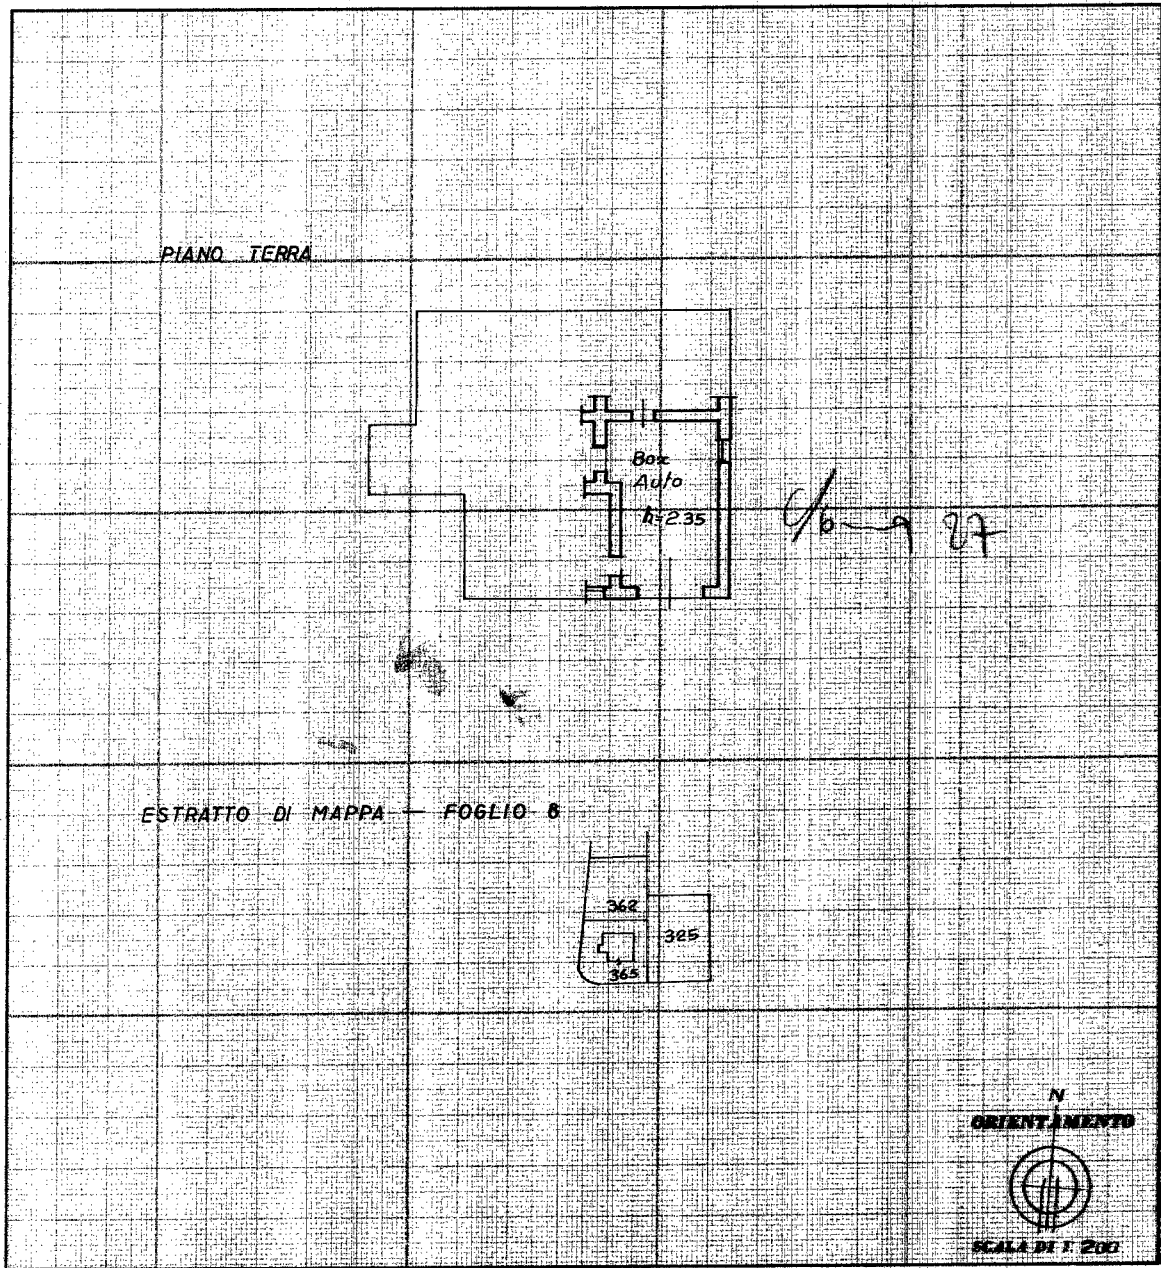 PIANO TERRA
Box
Auto
h=2.35
C/6 mq 27
ESTRATTO DI MAPPA — FOGLIO 8
362
325
365
N
ORIENTAMENTO
SCALA DI 1: 200